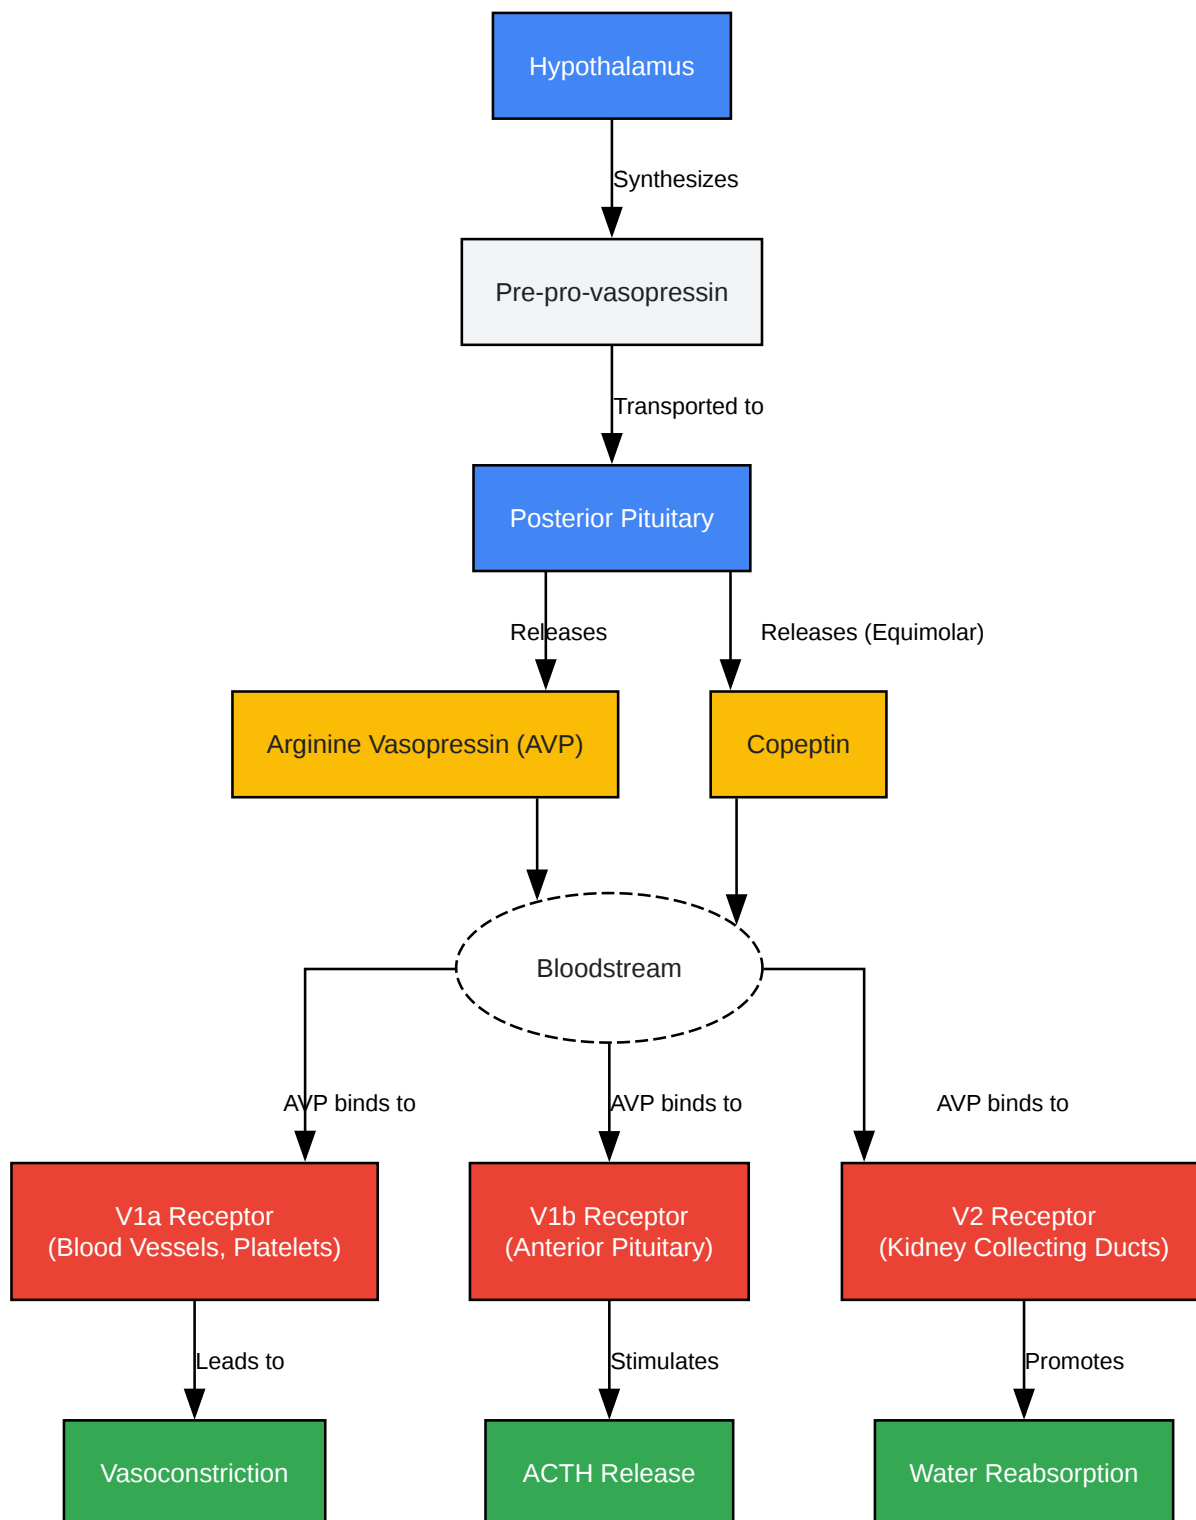 Hypothalamus
Synthesizes
Pre-pro-vasopressin
Transported to
Posterior Pituitary
Releases
Releases (Equimolar)
Arginine Vasopressin (AVP)
Copeptin
Bloodstream
AVP binds to
AVP binds to
AVP binds to
V1a Receptor
(Blood Vessels, Platelets)
V1b Receptor
(Anterior Pituitary)
V2 Receptor
(Kidney Collecting Ducts)
Leads to
Stimulates
Promotes
Vasoconstriction
ACTH Release
Water Reabsorption